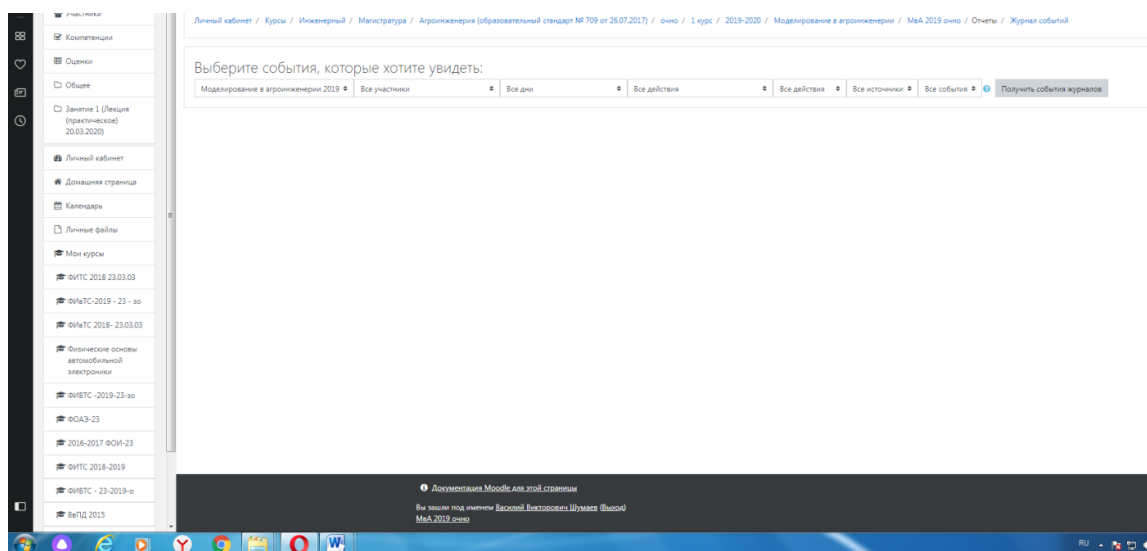 Участники
Личный кабинет / Курсы / Инженерный / Магистратура / Агроинженерия (образовательный стандарт № 709 от 26.07.2017) / очно / 1 курс / 2019-2020 / Моделирование в агроинженерии / МвА 2019 очно / Отчеты / Журнал событий
Компетенции
Оценки
Выберите события, которые хотите увидеть:
Общее
Моделирование в агроинженерии 2019 Все участники Все дни Все действия Все действия Все источники Все события Получить события журналов
Занятие 1 (Лекция
(практическое)
20.03.2020)
Личный кабинет
Домашняя страница
Календарь
Личные файлы
Мои курсы
ФИТС 2018 23.03.03
ФИвТС-2019 - 23 - зо
ФИвТС 2018- 23.03.03
Физические основы
автомобильной
электроники
ФИВТС -2019-23-зо
ФОАЭ-23
2016-2017 ФОИ-23
ФИТС 2018-2019
ФИВТС - 23-2019-о
ВвПД 2015
Документация Moodle для этой страницы
Вы зашли под именем Василий Викторович Шумаев (Выход)
МвА 2019 очно
RU